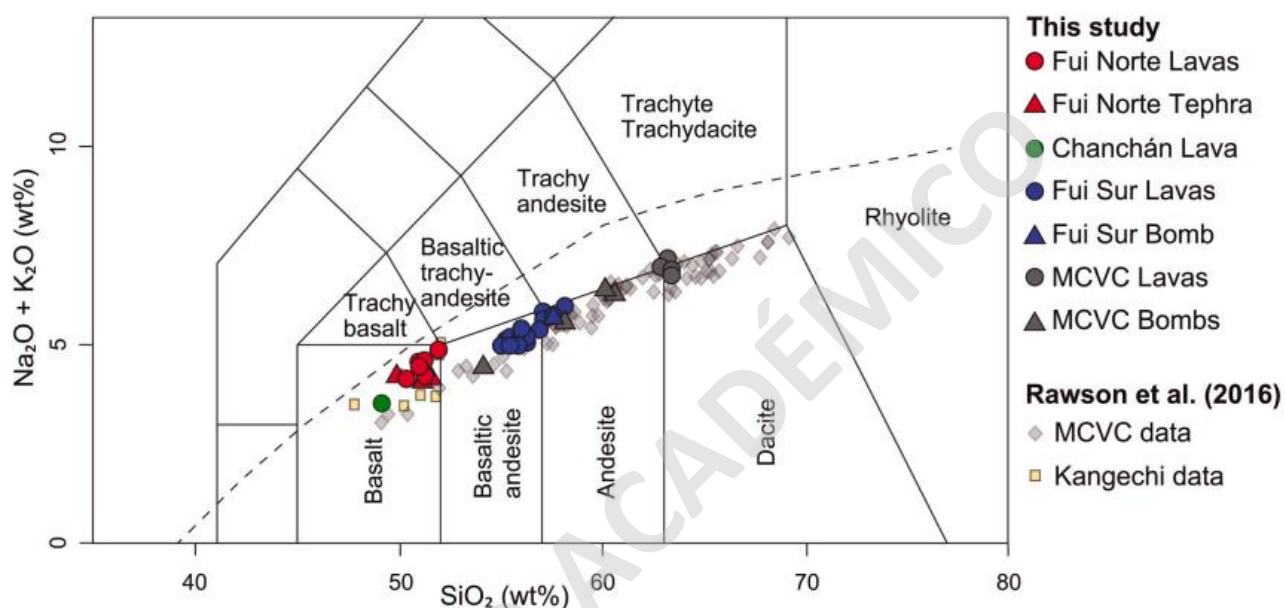 This study
Fui Norte Lavas
Fui Norte Tephra
Chanchán Lava
Fui Sur Lavas
Fui Sur Bomb
MCVC Lavas
MCVC Bombs
Rawson et al. (2016)
MCVC data
Kangechi data
Trachyte
Trachydacite
Trachy
andesite
Rhyolite
Basaltic
trachy-
andesite
Trachy
basalt
Basalt
Basaltic
andesite
Andesite
Dacite
Na₂O + K₂O (wt%)
10
5
0
40
50
60
70
80
SiO₂ (wt%)
ACADÉMICO